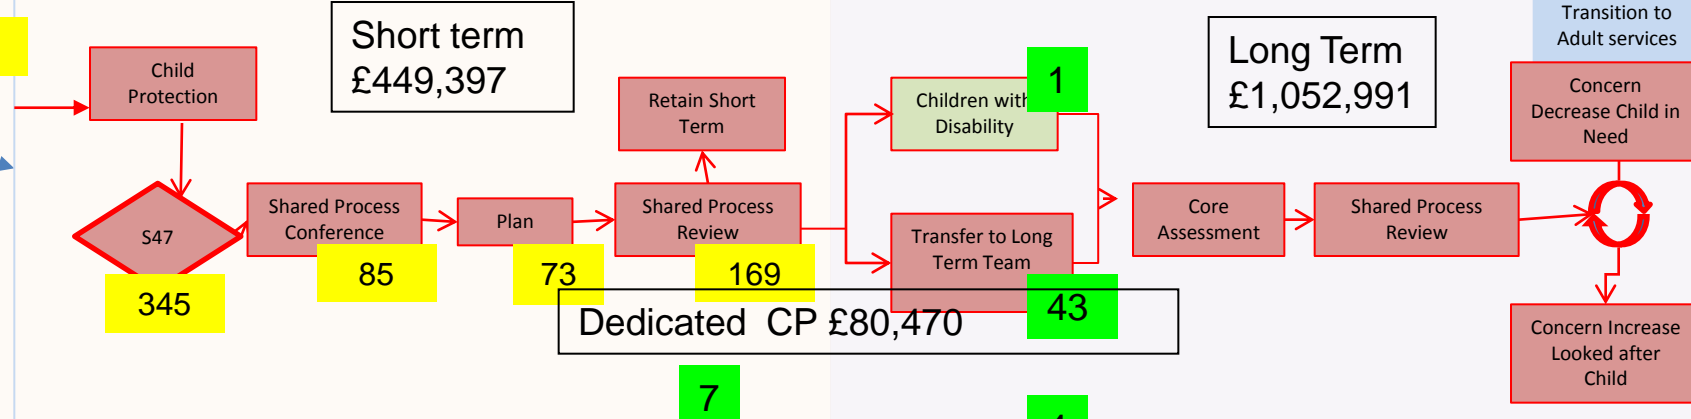 Short term
£449,397
Long Term
£1,052,991
Transition to
Adult services
Child
Protection
Retain Short
Term
Children with
Disability
1
Concern
Decrease Child in
Need
S47
345
Shared Process
Conference
85
Plan
73
Shared Process
Review
169
Transfer to Long
Term Team
43
Core
Assessment
Shared Process
Review
Dedicated CP £80,470
Concern Increase
Looked after
Child
7